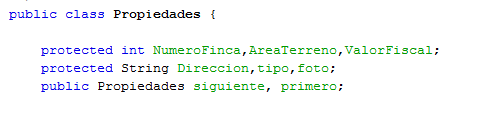 public class Propiedades {
protected int NumeroFinca,AreaTerreno,ValorFiscal;
protected String Direccion,tipo,foto;
public Propiedades siguiente, primero;